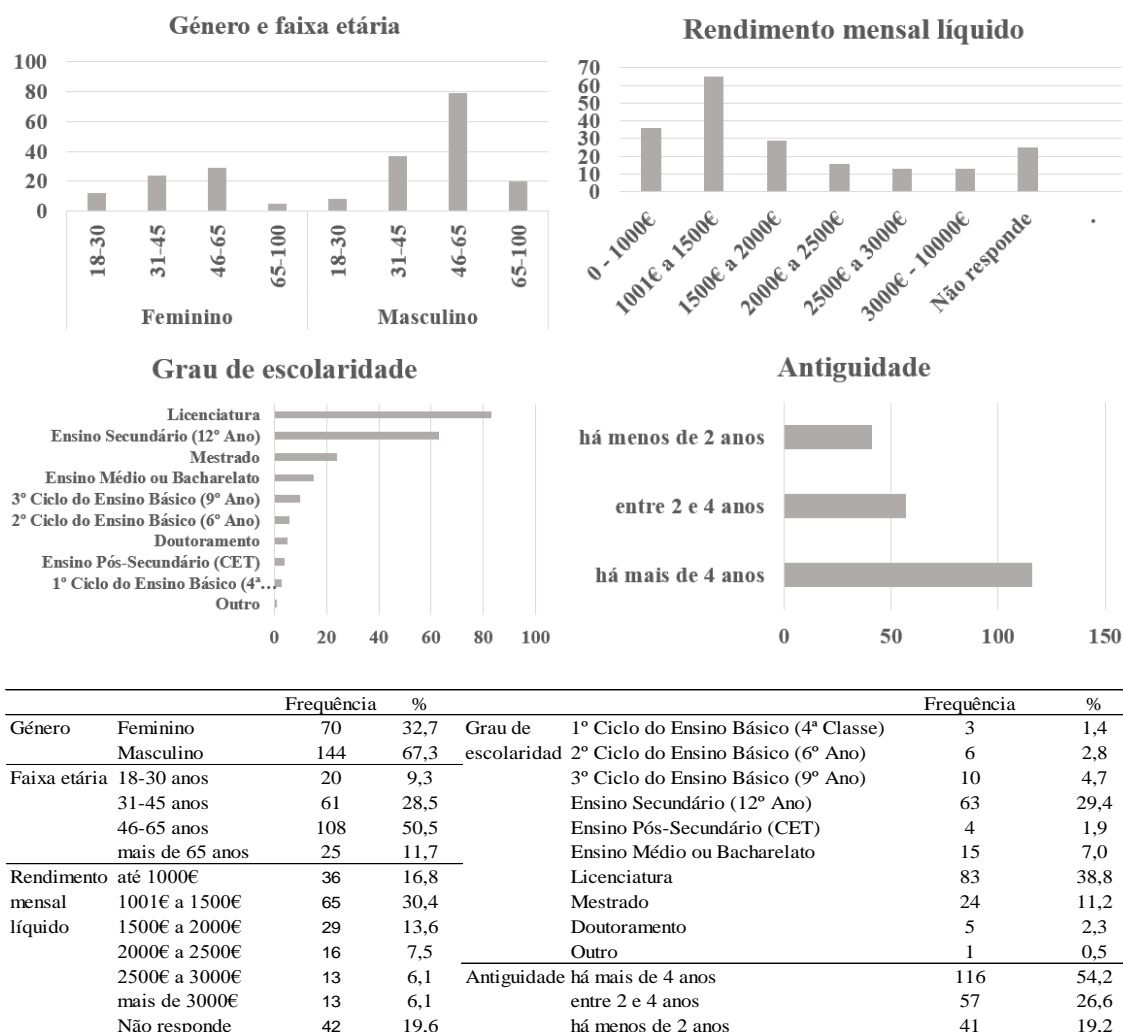 Género e faixa etária
100
80
60
40
20
0
18-30
31-45
46-65
65-100
18-30
31-45
46-65
65-100
Feminino
Masculino
Rendimento mensal líquido
70
60
50
40
30
20
10
0
0 - 1000€
1001€ a 1500€
1500€ a 2000€
2000€ a 2500€
2500€ a 3000€
3000€ - 10000€
Não responde
.
Grau de escolaridade
Licenciatura
Ensino Secundário (12º Ano)
Mestrado
Ensino Médio ou Bacharelato
3º Ciclo do Ensino Básico (9º Ano)
2º Ciclo do Ensino Básico (6º Ano)
Doutoramento
Ensino Pós-Secundário (CET)
1º Ciclo do Ensino Básico (4ª…
Outro
0 20 40 60 80 100
Antiguidade
há menos de 2 anos
entre 2 e 4 anos
há mais de 4 anos
0 50 100 150
Frequência % Frequência %
Género Feminino 70 32,7 Grau de 1º Ciclo do Ensino Básico (4ª Classe) 3 1,4
Masculino 144 67,3 escolaridad 2º Ciclo do Ensino Básico (6º Ano) 6 2,8
Faixa etária 18-30 anos 20 9,3 3º Ciclo do Ensino Básico (9º Ano) 10 4,7
31-45 anos 61 28,5 Ensino Secundário (12º Ano) 63 29,4
46-65 anos 108 50,5 Ensino Pós-Secundário (CET) 4 1,9
mais de 65 anos 25 11,7 Ensino Médio ou Bacharelato 15 7,0
Rendimento até 1000€ 36 16,8 Licenciatura 83 38,8
mensal 1001€ a 1500€ 65 30,4 Mestrado 24 11,2
líquido 1500€ a 2000€ 29 13,6 Doutoramento 5 2,3
2000€ a 2500€ 16 7,5 Outro 1 0,5
2500€ a 3000€ 13 6,1 Antiguidade há mais de 4 anos 116 54,2
mais de 3000€ 13 6,1 entre 2 e 4 anos 57 26,6
Não responde 42 19,6 há menos de 2 anos 41 19,2